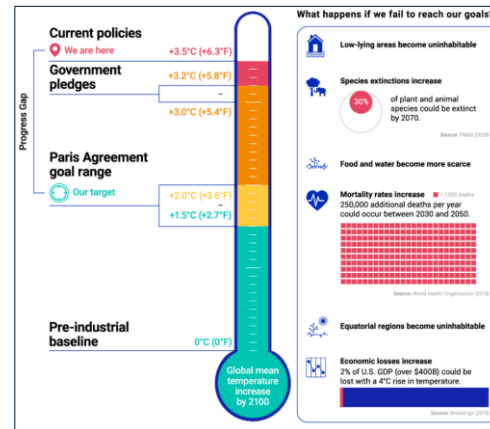 Current policies
We are here
+3.5°C (+6.3°F)
Government
pledges
+3.2°C (+5.8°F)
–
+3.0°C (+5.4°F)
Progress Gap
Paris Agreement
goal range
Our target
+2.0°C (+3.6°F)
–
+1.5°C (+2.7°F)
Pre-industrial
baseline
0°C (0°F)
Global mean
temperature
increase
by 2100
What happens if we fail to reach our goals?
Low-lying areas become uninhabitable
Species extinctions increase
30%
of plant and animal
species could be extinct
by 2070.
Source: PNAS (2020)
Food and water become more scarce
Mortality rates increase
= 1,000 deaths
250,000 additional deaths per year
could occur between 2030 and 2050.
Source: World Health Organization (2018)
Equatorial regions become uninhabitable
Economic losses increase
2% of U.S. GDP (over $400B) could be
lost with a 4°C rise in temperature.
Source: Brookings (2019)